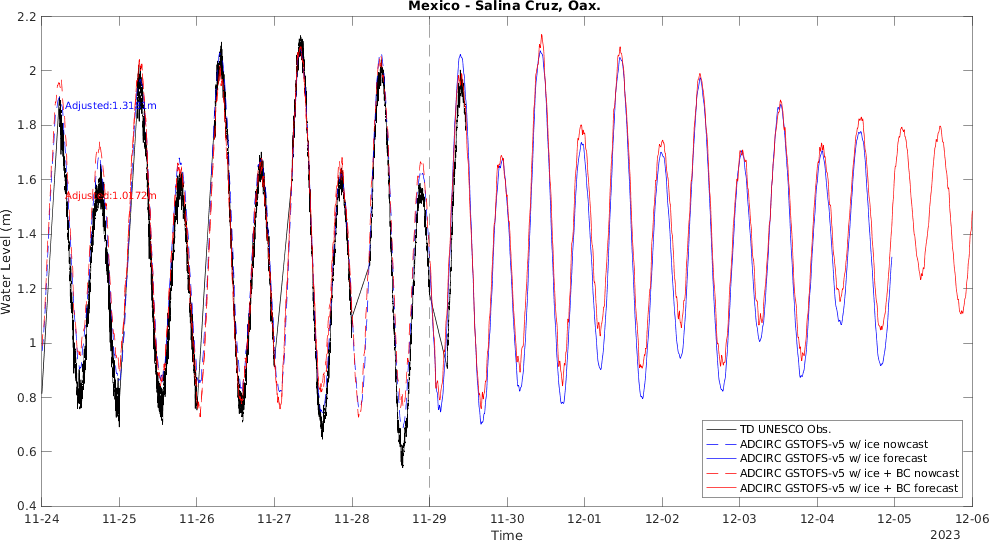 Mexico - Salina Cruz, Oax.
2.2
2
1.8
1.6
1.4
1.2
1
0.8
0.6
0.4
Water Level (m)
Adjusted:1.0172m
TD UNESCO Obs.
ADCIRC GSTOFS-v5 w/ ice nowcast
ADCIRC GSTOFS-v5 w/ ice forecast
ADCIRC GSTOFS-v5 w/ ice + BC nowcast
ADCIRC GSTOFS-v5 w/ ice + BC forecast
11-24 11-25 11-26 11-27 11-28 11-29 11-30 12-01 12-02 12-03 12-04 12-05 12-06
Time
2023